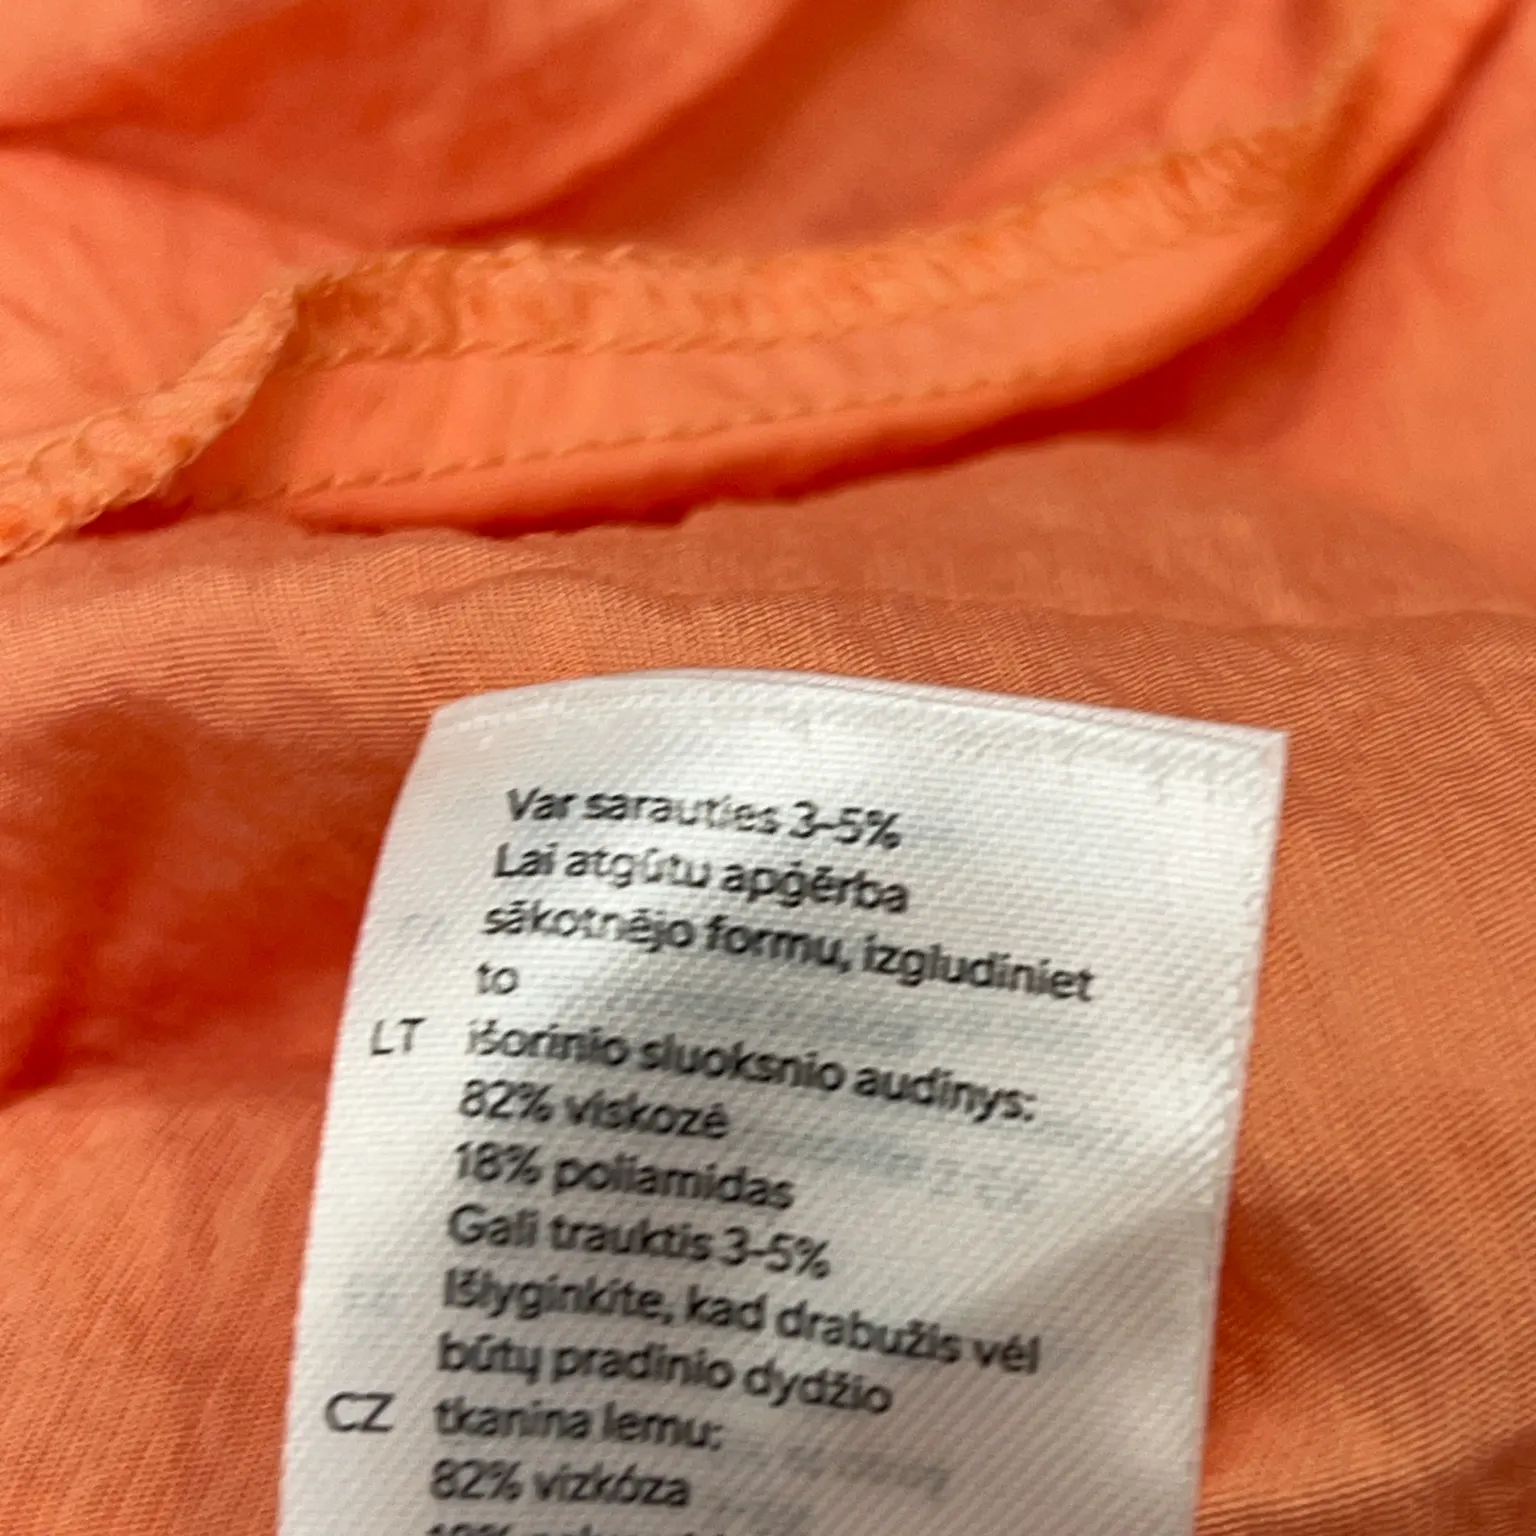 Var sarauties 3-5%
Lai atgūtu apģērba
sākotnējo formu, izgludiniet
to
LT išorinio sluoksnio audinys:
82% viskozė
18% poliamidas
Gali trauktis 3-5%
Išlyginkite, kad drabužis vėl
būtų pradinio dydžio
CZ tkanina lemu:
82% vizkóza